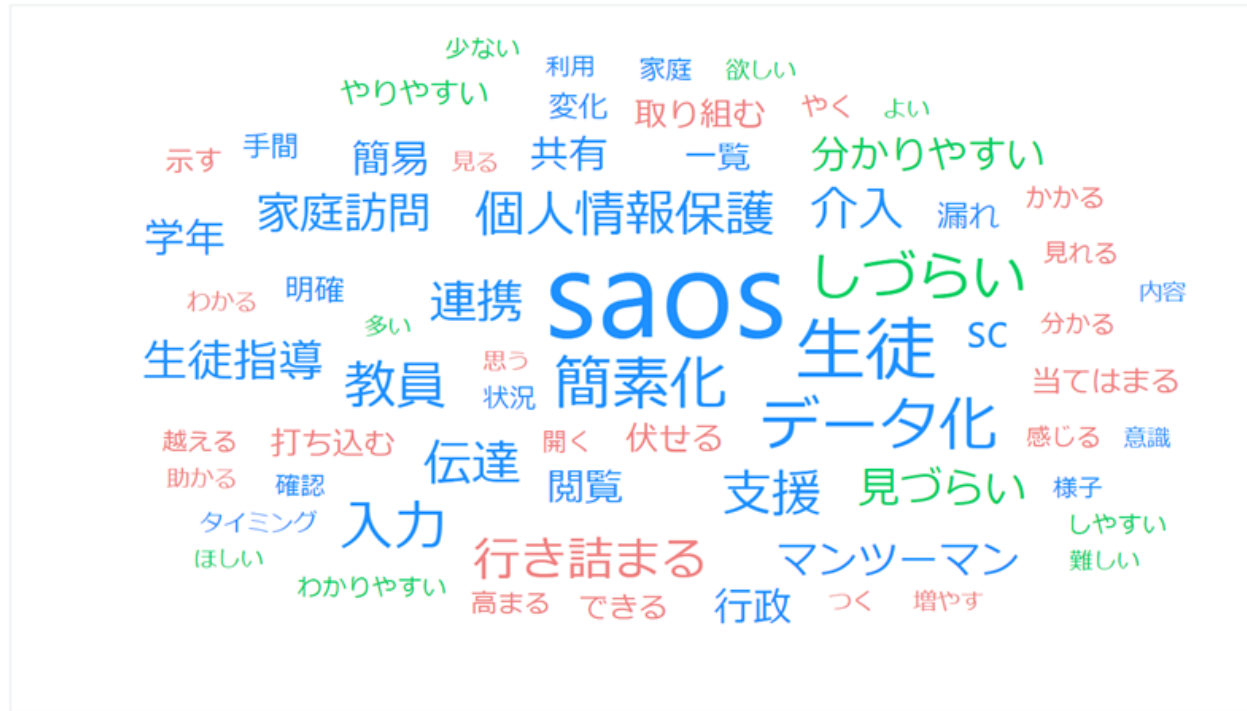 少ない
利用 家庭 欲しい
やりやすい 変化 取り組む やく よい
示す 手間 簡易 見る 共有 一覧 分かりやすい
学年 家庭訪問 個人情報保護 介入 漏れ かかる
わかる 明確 連携 saos しづらい 見れる 内容
多い 生徒 SC 分かる
生徒指導 教員 思う 状況 簡素化 当てはまる
越える 打ち込む 伝達 開く 伏せる データ化 感じる 意識
助かる 確認 閲覧 支援 見づらい 様子
タイミング 入力 しやすい
ほしい 行き詰まる マンツーマン 難しい
わかりやすい 高まる できる 行政 つく 増やす